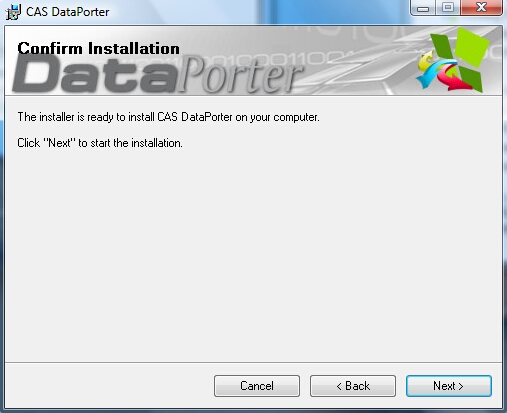 CAS DataPorter
Confirm Installation
DataPorter
The installer is ready to install CAS DataPorter on your computer.
Click "Next" to start the installation.
Cancel
< Back
Next >